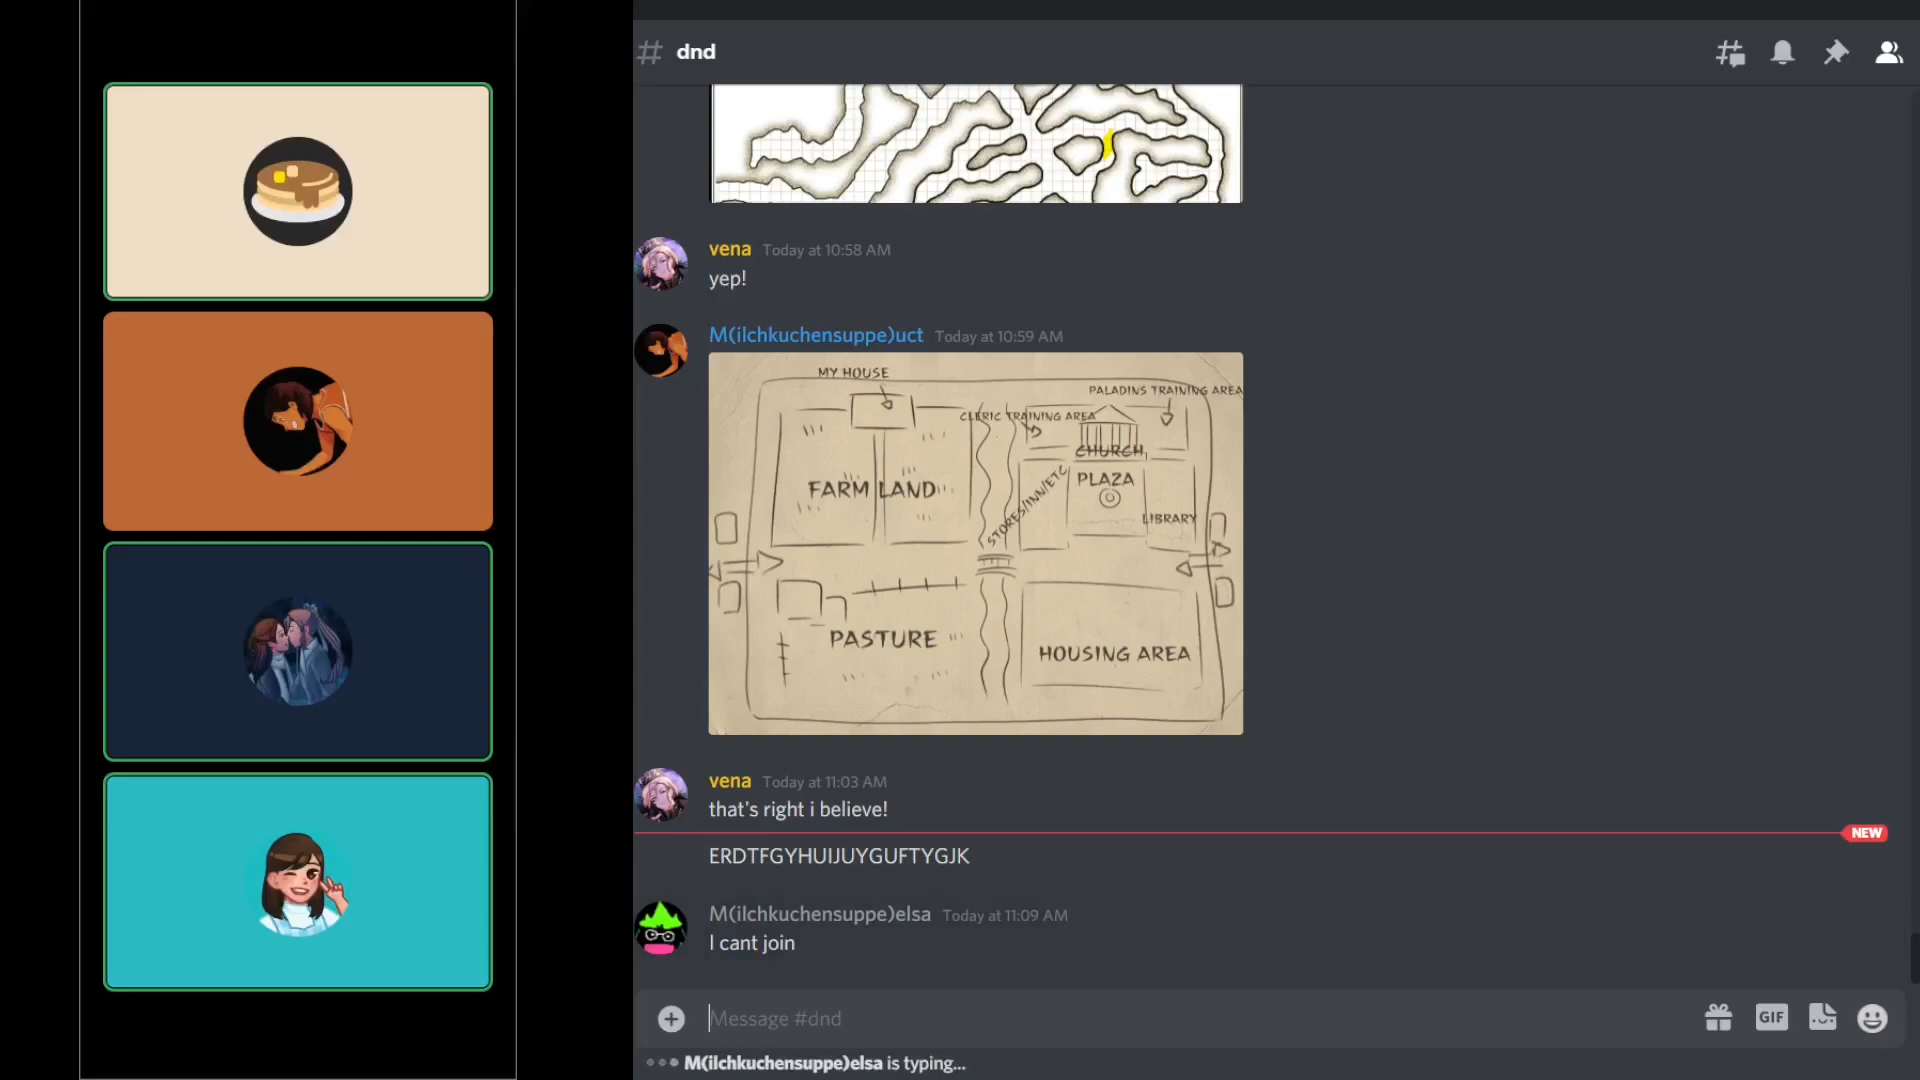 dnd
vena Today at 10:58 AM
yep!
M(ilchkuchensuppe)uct Today at 10:59 AM
MY HOUSE
PALADINS TRAINING AREA
CLERIC TRAINING AREA
CHURCH
PLAZA
FARM LAND
STORES/INN/ETC
LIBRARY
PASTURE
HOUSING AREA
vena Today at 11:03 AM
that's right i believe!
NEW
ERDTFGYHUIJUYGUFTYGJK
M(ilchkuchensuppe)elsa Today at 11:09 AM
I cant join
Message #dnd
GIF
M(ilchkuchensuppe)elsa is typing...